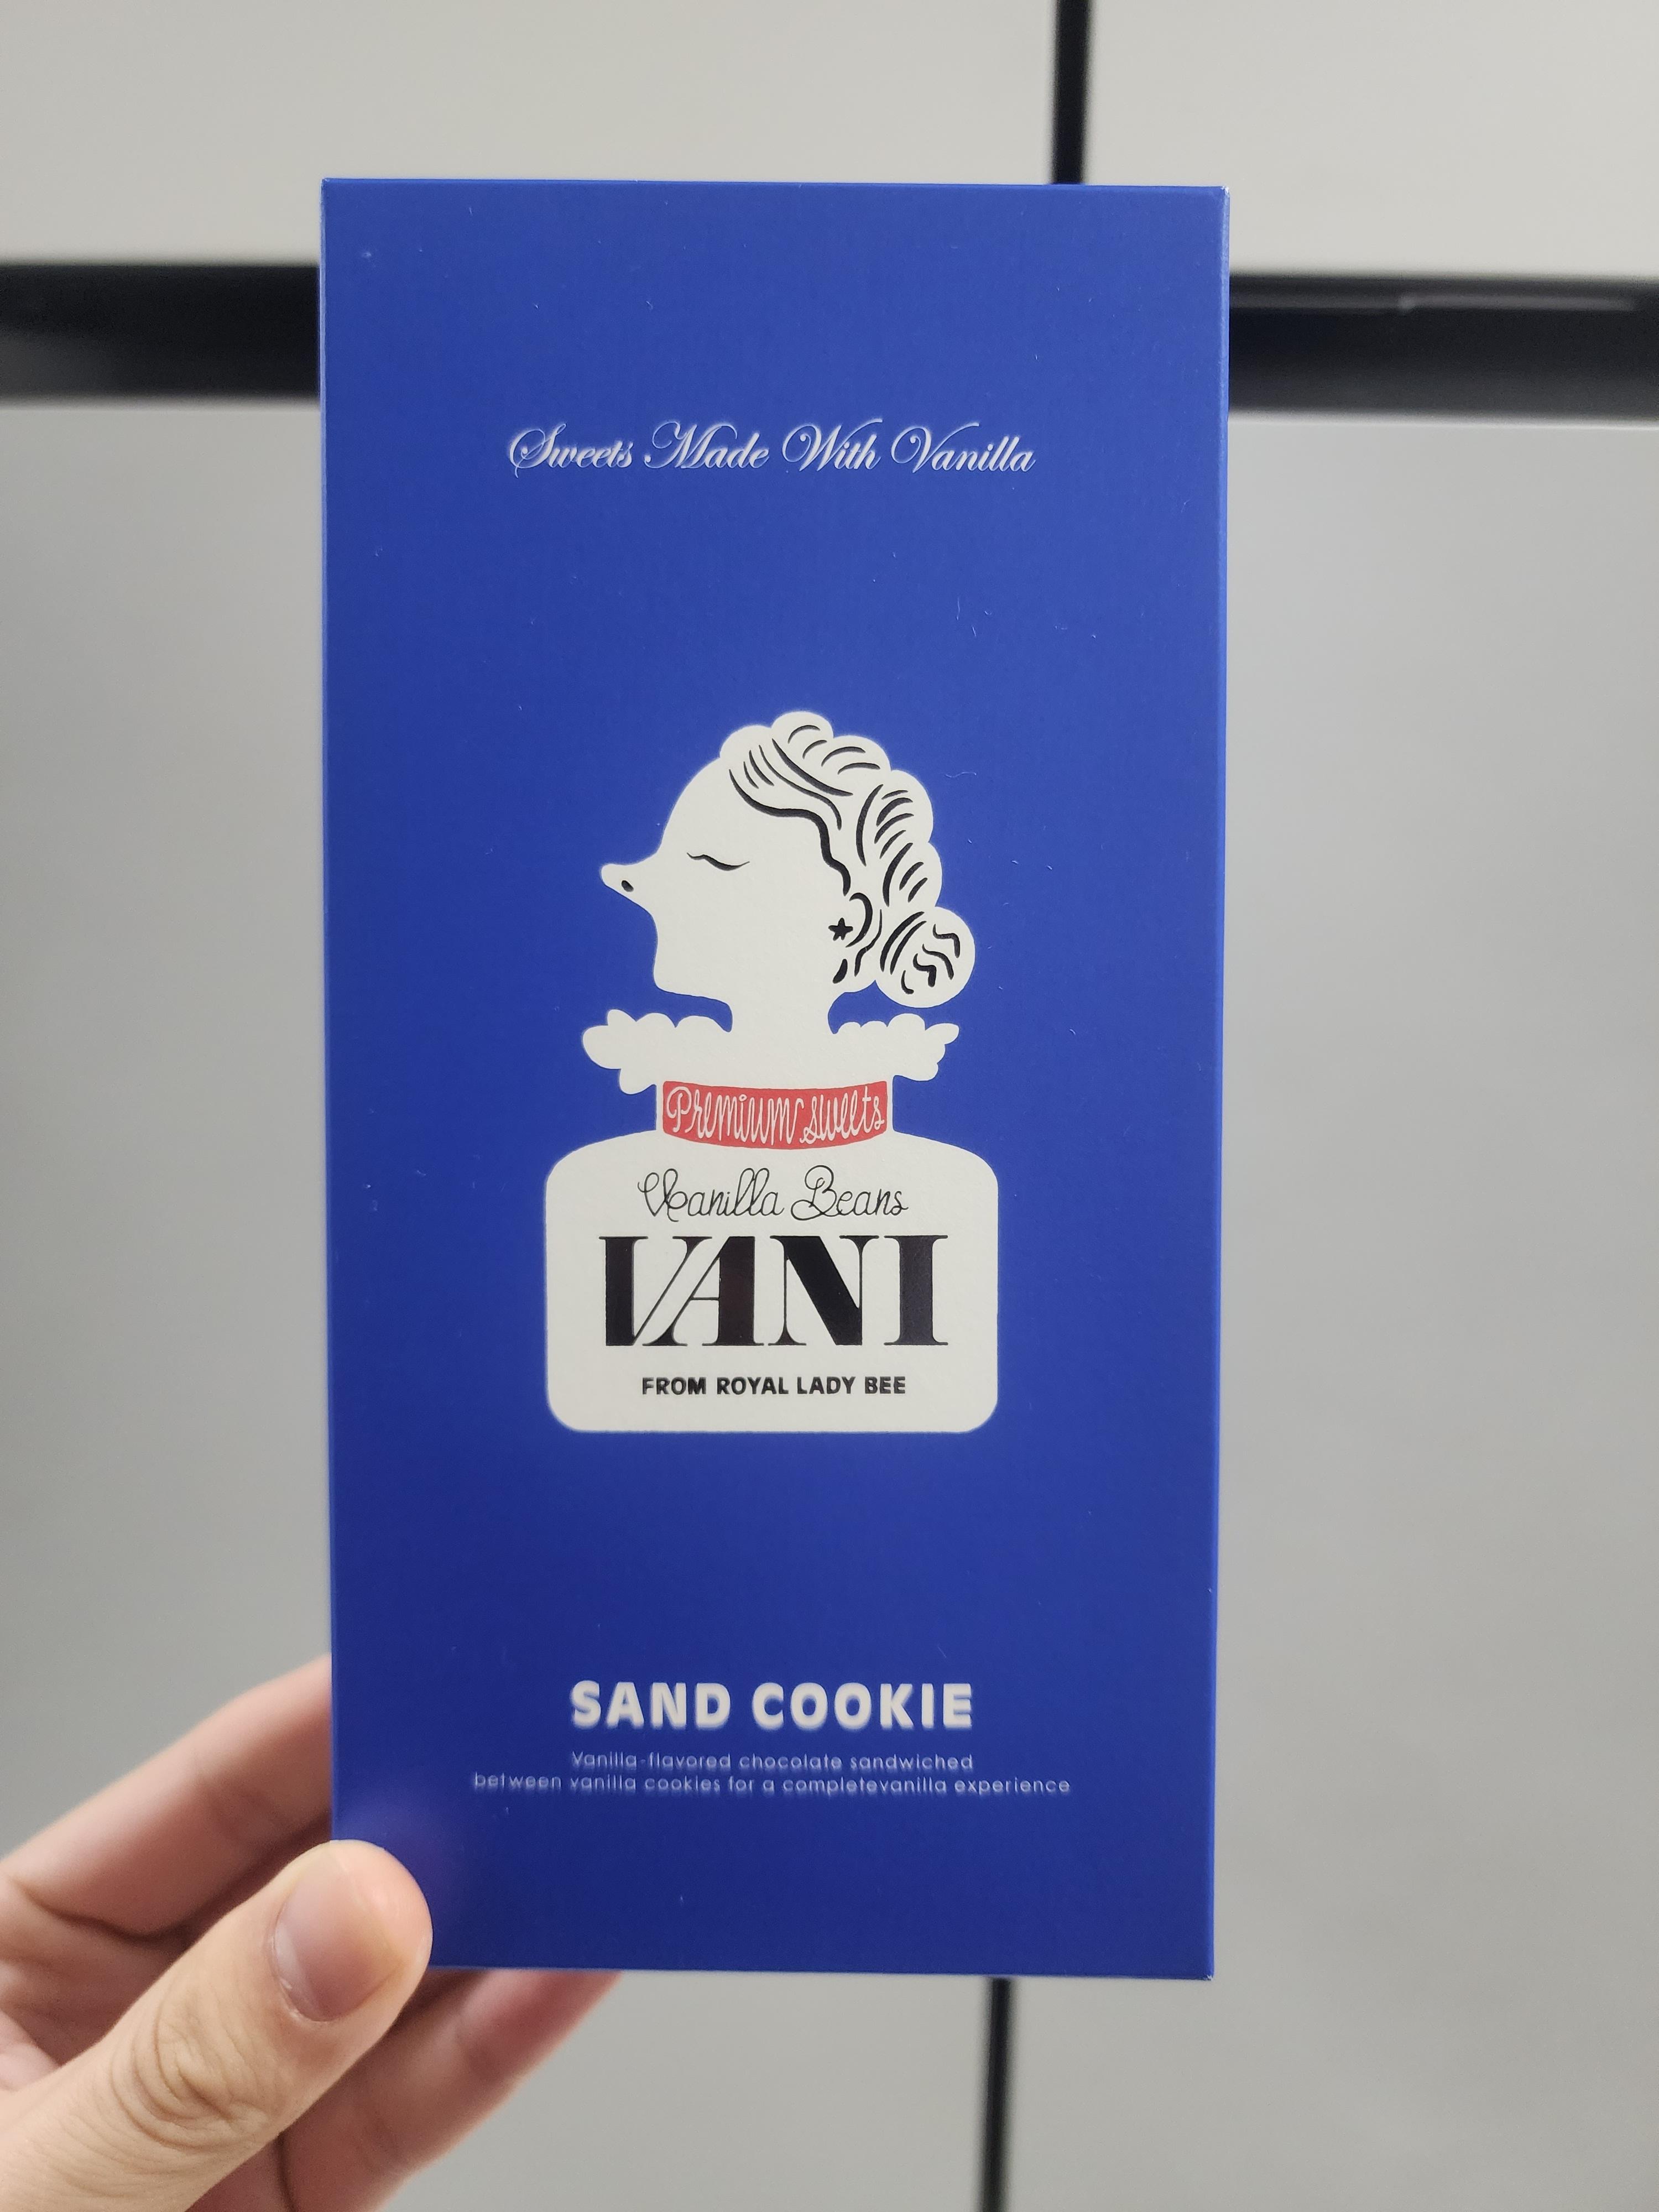 Sweets Made With Vanilla
Premium sweets
Vanilla Beans
VANI
FROM ROYAL LADY BEE
SAND COOKIE
Vanilla-flavored chocolate sandwiched
between vanilla cookies for a completevanilla experience